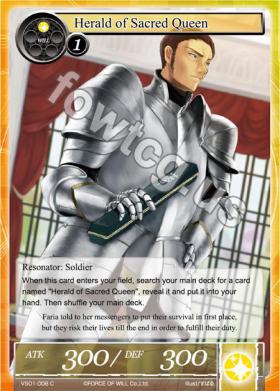 Herald of Sacred Queen
WILL
1
fowtcg.us
Resonator: Soldier
When this card enters your field, search your main deck for a card
named "Herald of Sacred Queen", reveal it and put it into your
hand. Then shuffle your main deck.
Faria told to her messengers to put their survival in first place,
but they risk their lives till the end in order to fulfill their duty.
ATK 300/ DEF 300
VS01-008 C ©FORCE OF WILL Co.,Ltd.